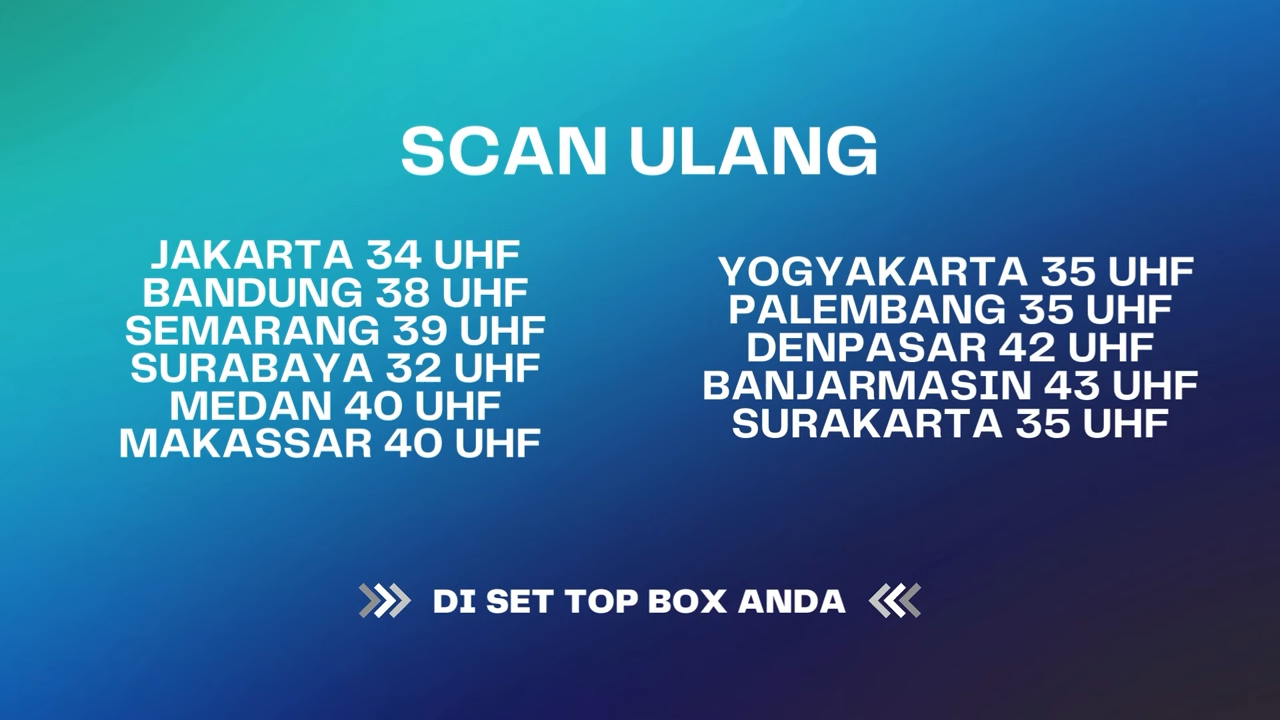 SCAN ULANG
JAKARTA 34 UHF
BANDUNG 38 UHF
SEMARANG 39 UHF
SURABAYA 32 UHF
MEDAN 40 UHF
MAKASSAR 40 UHF
YOGYAKARTA 35 UHF
PALEMBANG 35 UHF
DENPASAR 42 UHF
BANJARMASIN 43 UHF
SURAKARTA 35 UHF
DI SET TOP BOX ANDA